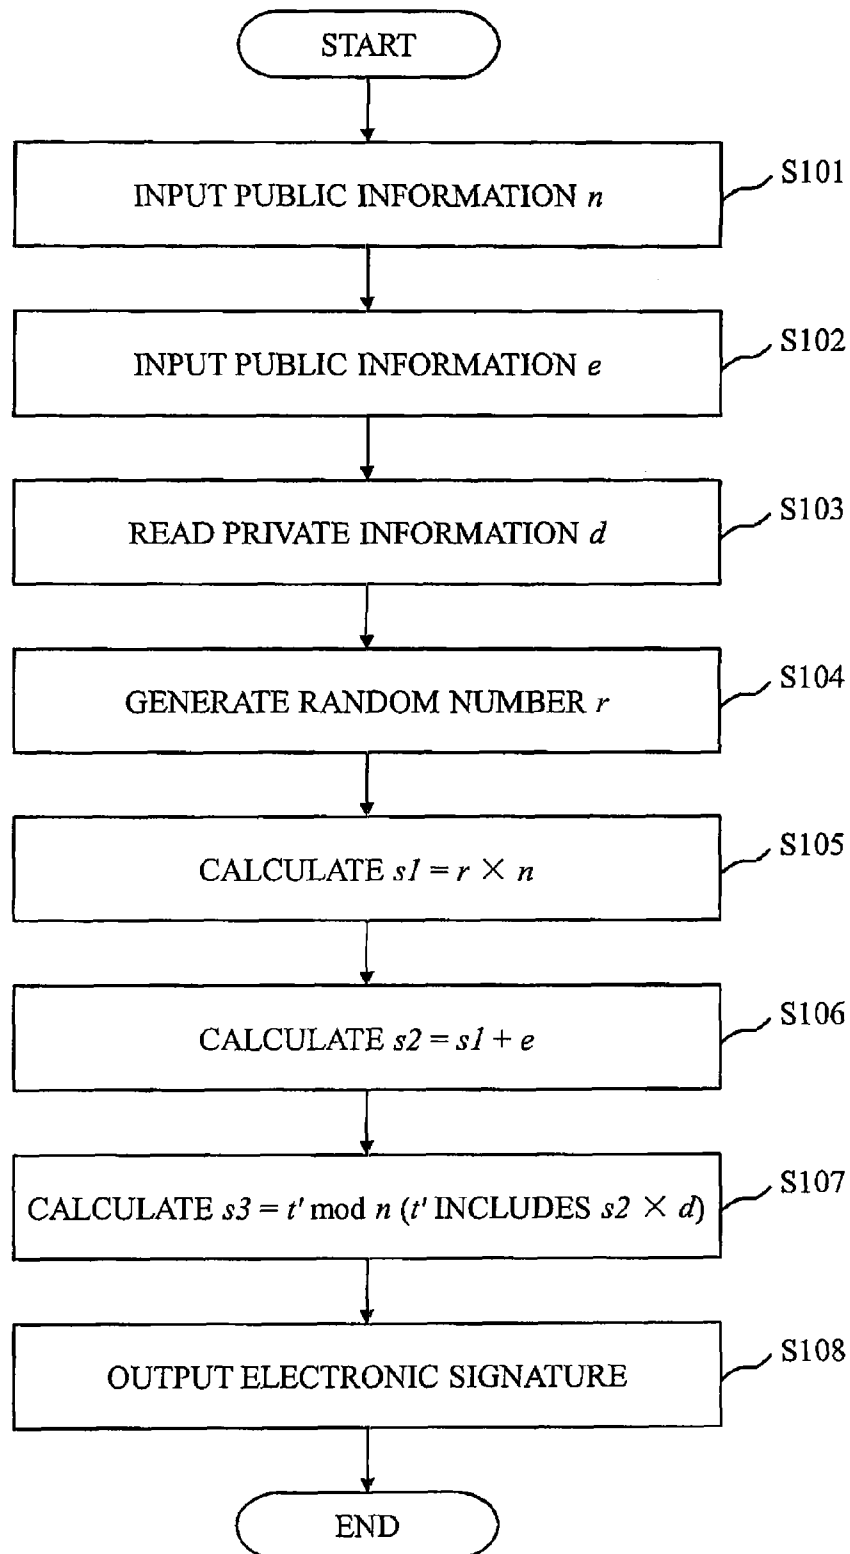 START
INPUT PUBLIC INFORMATION n
S101
INPUT PUBLIC INFORMATION e
S102
READ PRIVATE INFORMATION d
S103
GENERATE RANDOM NUMBER r
S104
CALCULATE s1 = r × n
S105
CALCULATE s2 = s1 + e
S106
CALCULATE s3 = t' mod n (t' INCLUDES s2 × d)
S107
OUTPUT ELECTRONIC SIGNATURE
S108
END